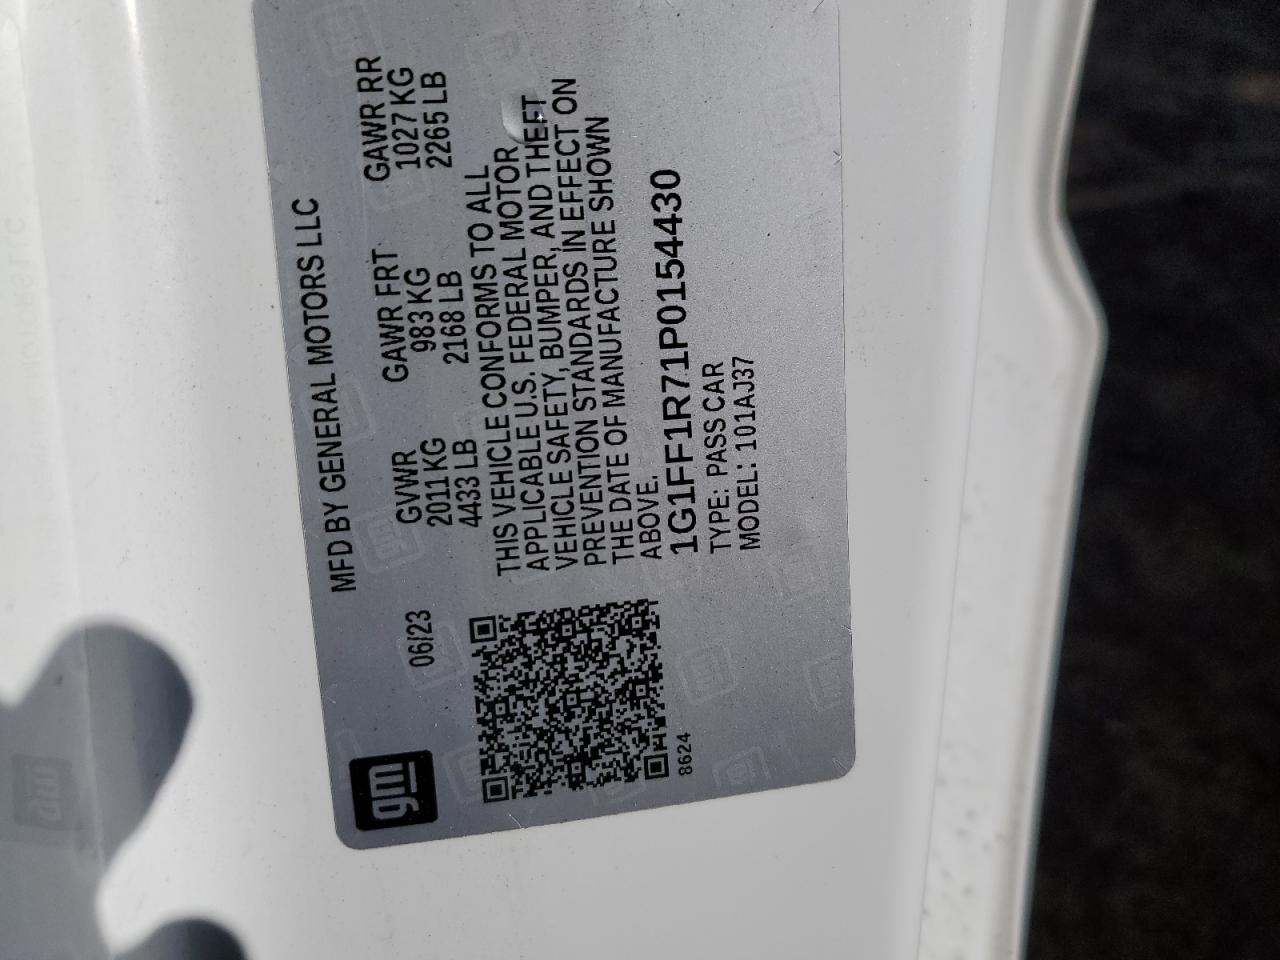 gm
MFD BY GENERAL MOTORS LLC
06/23
GVWR GAWR FRT GAWR RR
2011 KG 983 KG 1027 KG
4433 LB 2168 LB 2265 LB
THIS VEHICLE CONFORMS TO ALL
APPLICABLE U.S. FEDERAL MOTOR
VEHICLE SAFETY, BUMPER, AND THEFT
PREVENTION STANDARDS IN EFFECT ON
THE DATE OF MANUFACTURE SHOWN
ABOVE.
1G1FF1R71P0154430
TYPE: PASS CAR
MODEL: 101AJ37
8624